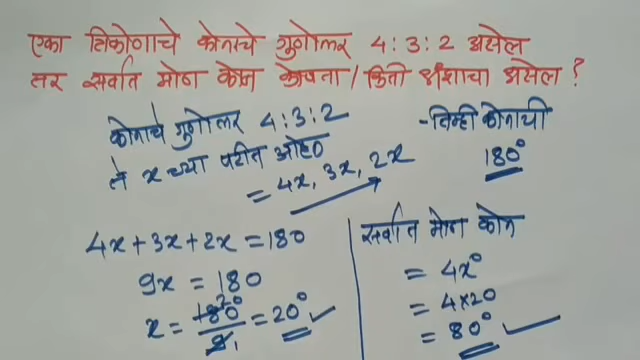 एका त्रिकोणाचे कोनाचे गुणोत्तर 4:3:2 असेल
तर सर्वात मोठा कोन कोणता/किती अंशाचा असेल?
कोनाचे गुणोत्तर 4:3:2
ते x च्या पटीत आहेत
= 4x, 3x, 2x
4x+3x+2x=180
9x = 180
x = 180/9 = 20°
-तिन्ही कोनाची
180°
सर्वात मोठा कोन
= 4x°
= 4×20
= 80°